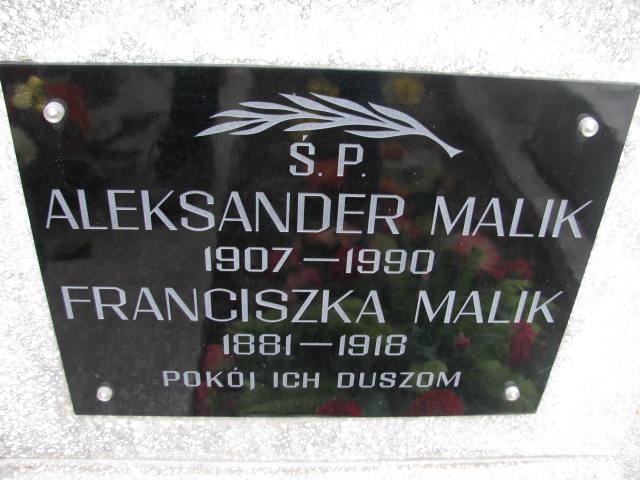 Ś. P.
ALEKSANDER MALIK
1907 — 1990
FRANCISZKA MALIK
1881 — 1918
POKÓJ ICH DUSZOM